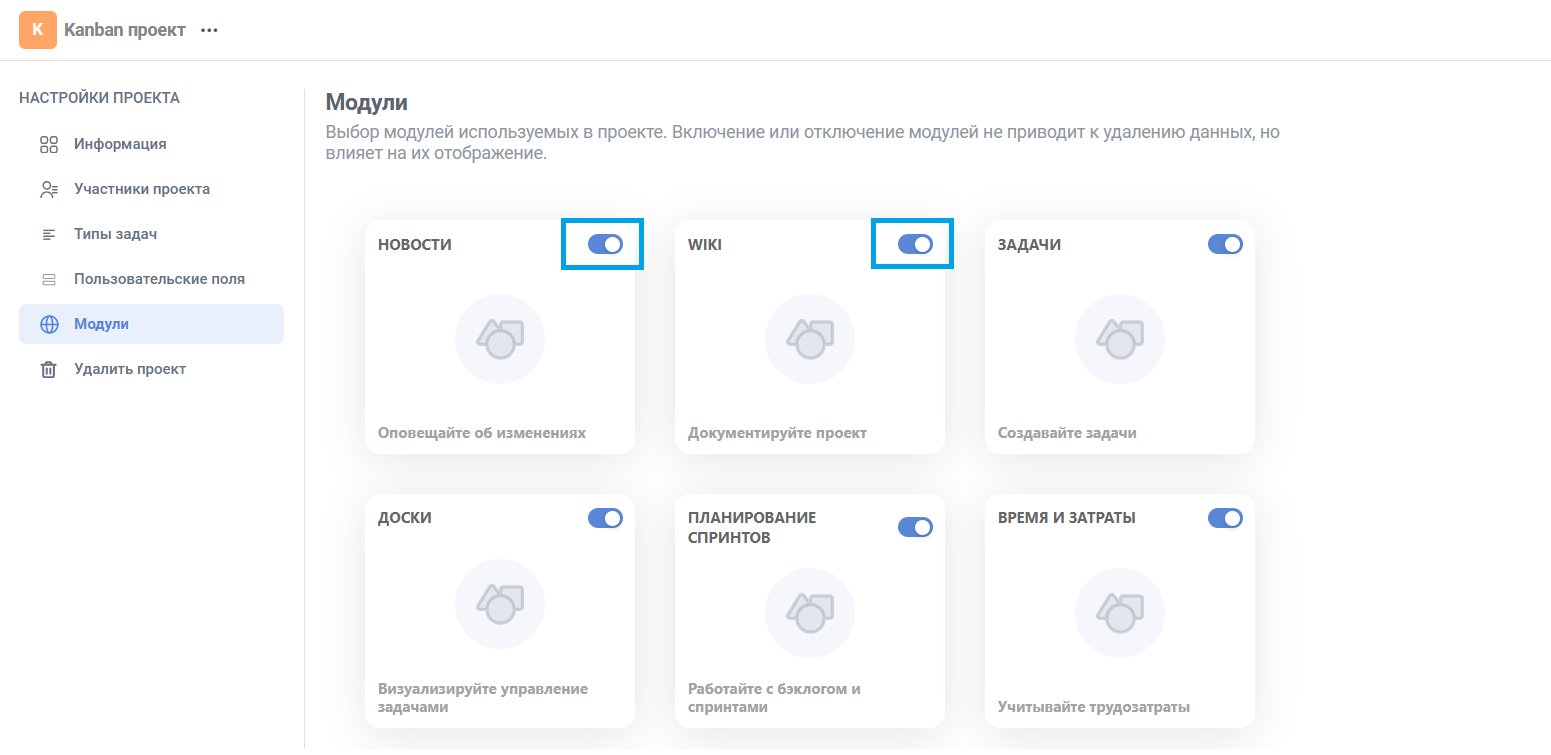 K
Kanban проект
НАСТРОЙКИ ПРОЕКТА
Информация
Участники проекта
Типы задач
Пользовательские поля
Модули
Удалить проект
Модули
Выбор модулей используемых в проекте. Включение или отключение модулей не приводит к удалению данных, но
влияет на их отображение.
НОВОСТИ
Оповещайте об изменениях
WIKI
Документируйте проект
ЗАДАЧИ
Создавайте задачи
ДОСКИ
Визуализируйте управление
задачами
ПЛАНИРОВАНИЕ
СПРИНТОВ
Работайте с бэклогом и
спринтами
ВРЕМЯ И ЗАТРАТЫ
Учитывайте трудозатраты